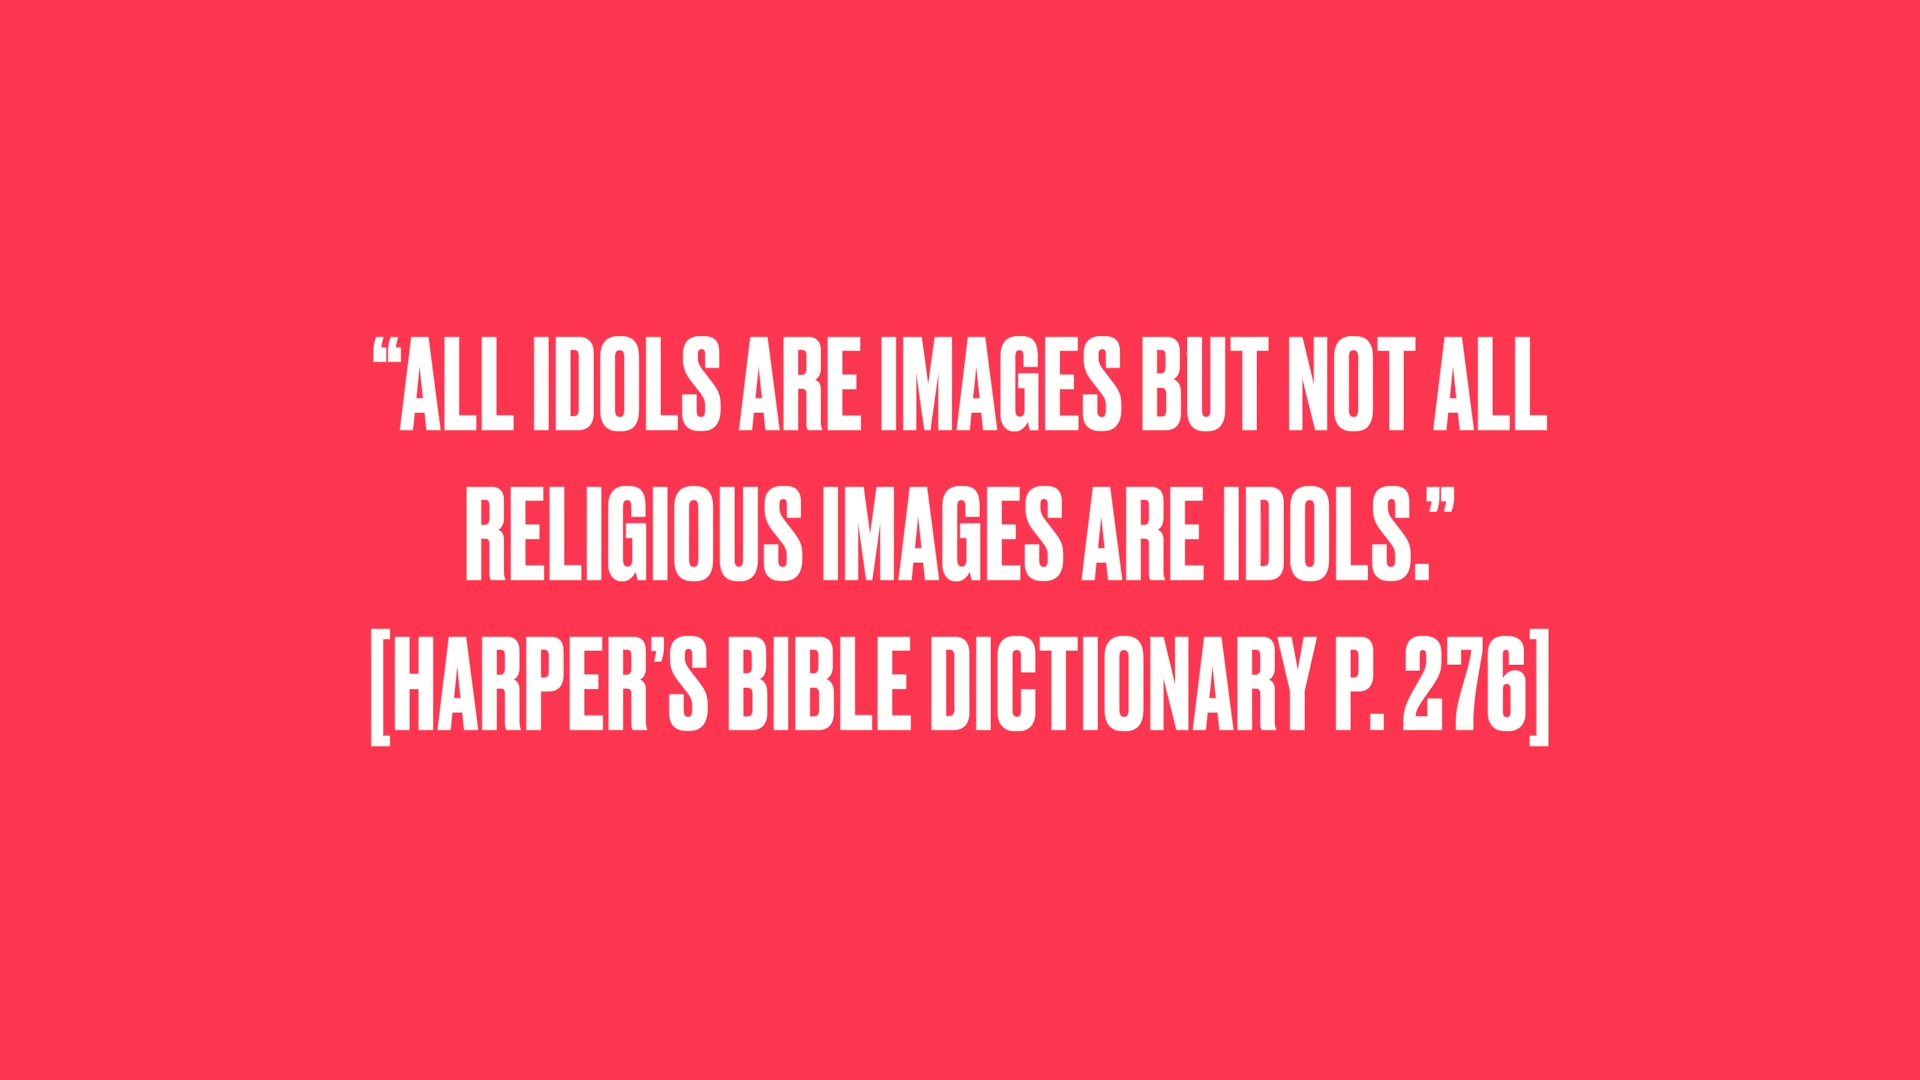 “ALL IDOLS ARE IMAGES BUT NOT ALL
RELIGIOUS IMAGES ARE IDOLS.”
[HARPER’S BIBLE DICTIONARY P. 276]